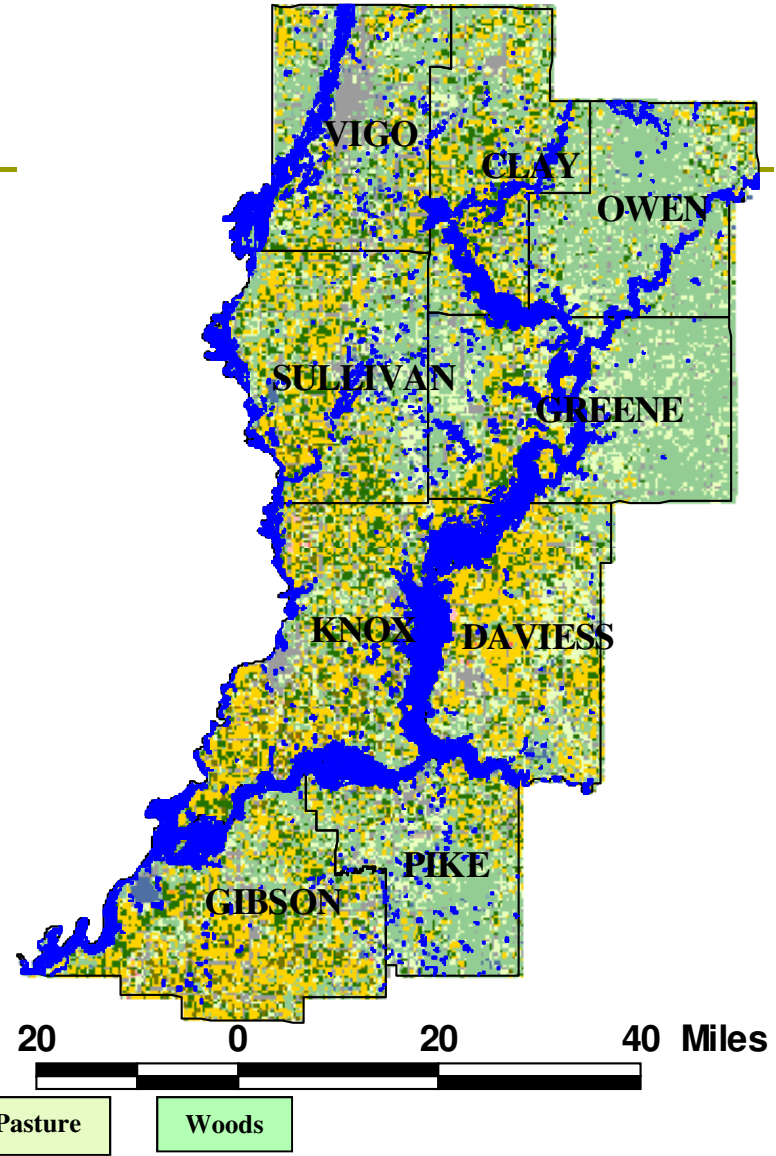 VIGO
CLAY
OWEN
SULLIVAN
GREENE
KNOX
DAVIESS
PIKE
GIBSON
20 0 20 40 Miles
Pasture Woods